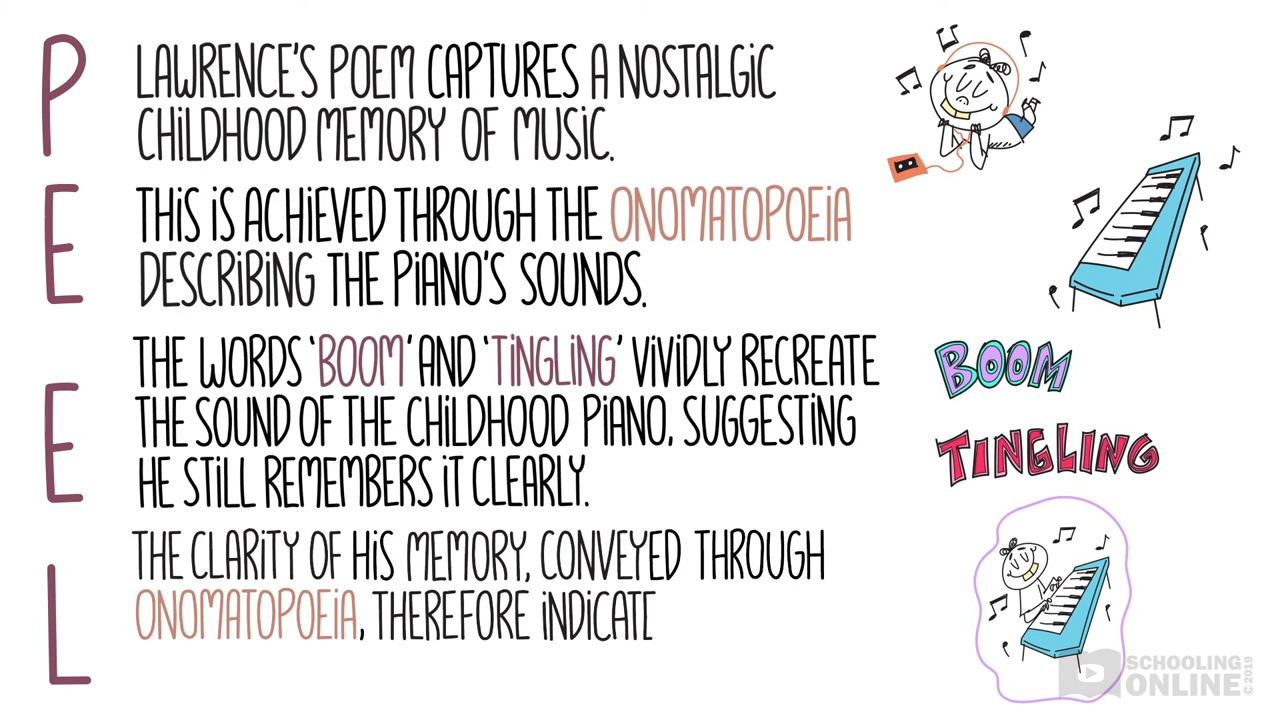 P
LAWRENCE'S POEM CAPTURES A NOSTALGIC
CHILDHOOD MEMORY OF MUSIC.
E
THIS IS ACHIEVED THROUGH THE ONOMATOPOEIA
DESCRIBING THE PIANO'S SOUNDS.
E
THE WORDS 'BOOM' AND 'TINGLING' VIVIDLY RECREATE
THE SOUND OF THE CHILDHOOD PIANO, SUGGESTING
HE STILL REMEMBERS IT CLEARLY.
BOOM
TINGLING
L
THE CLARITY OF HIS MEMORY, CONVEYED THROUGH
ONOMATOPOEIA, THEREFORE INDICATE
SCHOOLING
ONLINE
© 2019